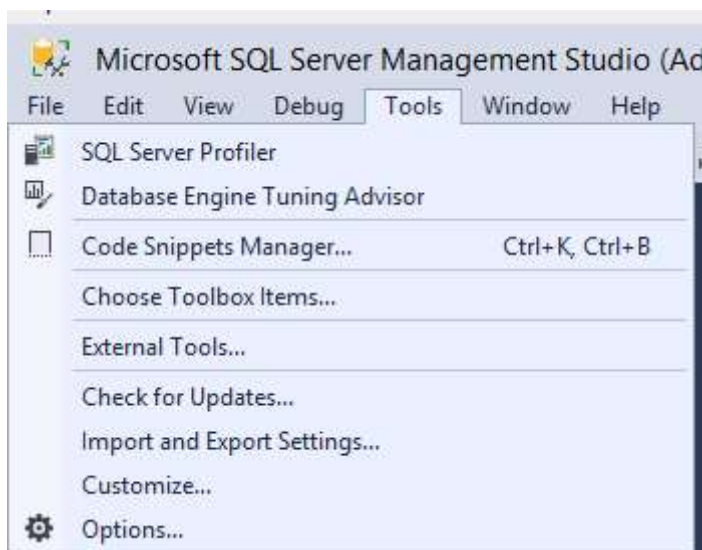 Microsoft SQL Server Management Studio (Ad
File Edit View Debug Tools Window Help
SQL Server Profiler
Database Engine Tuning Advisor
Code Snippets Manager... Ctrl+K, Ctrl+B
Choose Toolbox Items...
External Tools...
Check for Updates...
Import and Export Settings...
Customize...
Options...